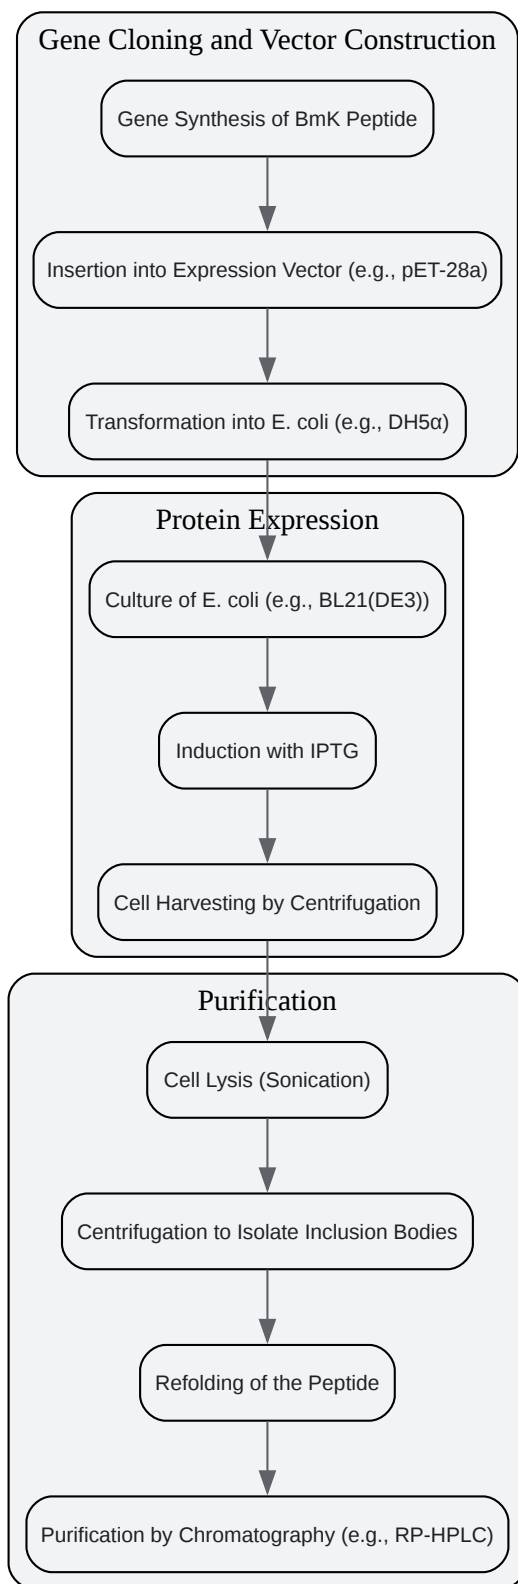 Gene Cloning and Vector Construction
Gene Synthesis of BmK Peptide
Insertion into Expression Vector (e.g., pET-28a)
Transformation into E. coli (e.g., DH5α)
Protein Expression
Culture of E. coli (e.g., BL21(DE3))
Induction with IPTG
Cell Harvesting by Centrifugation
Purification
Cell Lysis (Sonication)
Centrifugation to Isolate Inclusion Bodies
Refolding of the Peptide
Purification by Chromatography (e.g., RP-HPLC)